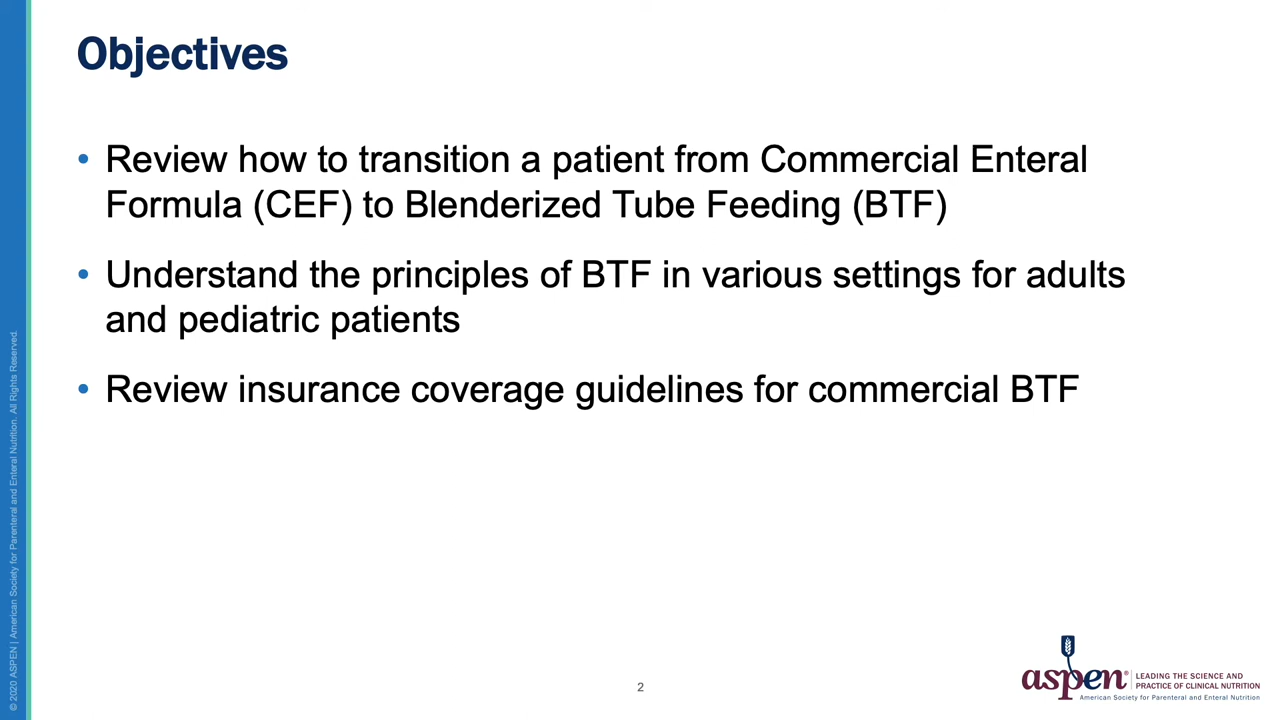 Objectives
• Review how to transition a patient from Commercial Enteral
Formula (CEF) to Blenderized Tube Feeding (BTF)
• Understand the principles of BTF in various settings for adults
and pediatric patients
• Review insurance coverage guidelines for commercial BTF
© 2020 ASPEN | American Society for Parenteral and Enteral Nutrition. All Rights Reserved.
2
aspen®
LEADING THE SCIENCE AND
PRACTICE OF CLINICAL NUTRITION
American Society for Parenteral and Enteral Nutrition